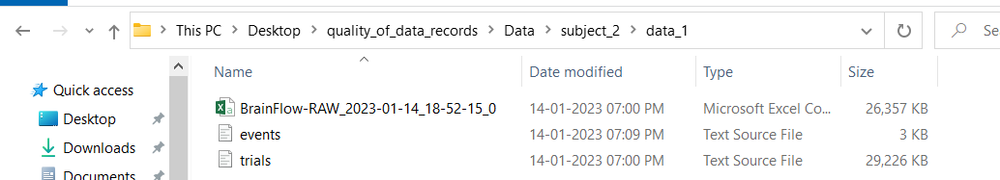 This PC > Desktop > quality_of_data_records > Data > subject_2 > data_1
Se
Quick access
Desktop
Downloads
Documents
Name Date modified Type Size
BrainFlow-RAW_2023-01-14_18-52-15_0 14-01-2023 07:00 PM Microsoft Excel Co... 26,357 KB
events 14-01-2023 07:09 PM Text Source File 3 KB
trials 14-01-2023 07:00 PM Text Source File 29,226 KB